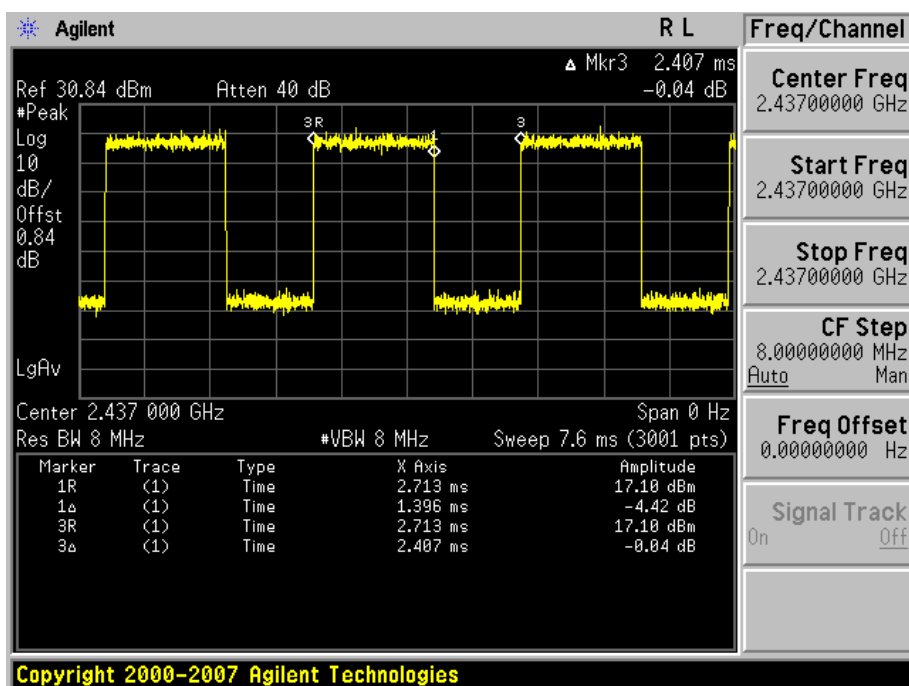 Agilent R L
Freq/Channel
Δ Mkr3 2.407 ms
Ref 30.84 dBm Atten 40 dB -0.04 dB
#Peak
Log
10
dB/
Offst
0.84
dB
LgAv
3R 1 3
Center 2.437 000 GHz Span 0 Hz
Res BW 8 MHz #VBW 8 MHz Sweep 7.6 ms (3001 pts)
Marker Trace Type X Axis Amplitude
1R (1) Time 2.713 ms 17.10 dBm
1Δ (1) Time 1.396 ms -4.42 dB
3R (1) Time 2.713 ms 17.10 dBm
3Δ (1) Time 2.407 ms -0.04 dB
Center Freq
2.43700000 GHz
Start Freq
2.43700000 GHz
Stop Freq
2.43700000 GHz
CF Step
8.00000000 MHz
Auto Man
Freq Offset
0.00000000 Hz
Signal Track
On Off
Copyright 2000-2007 Agilent Technologies